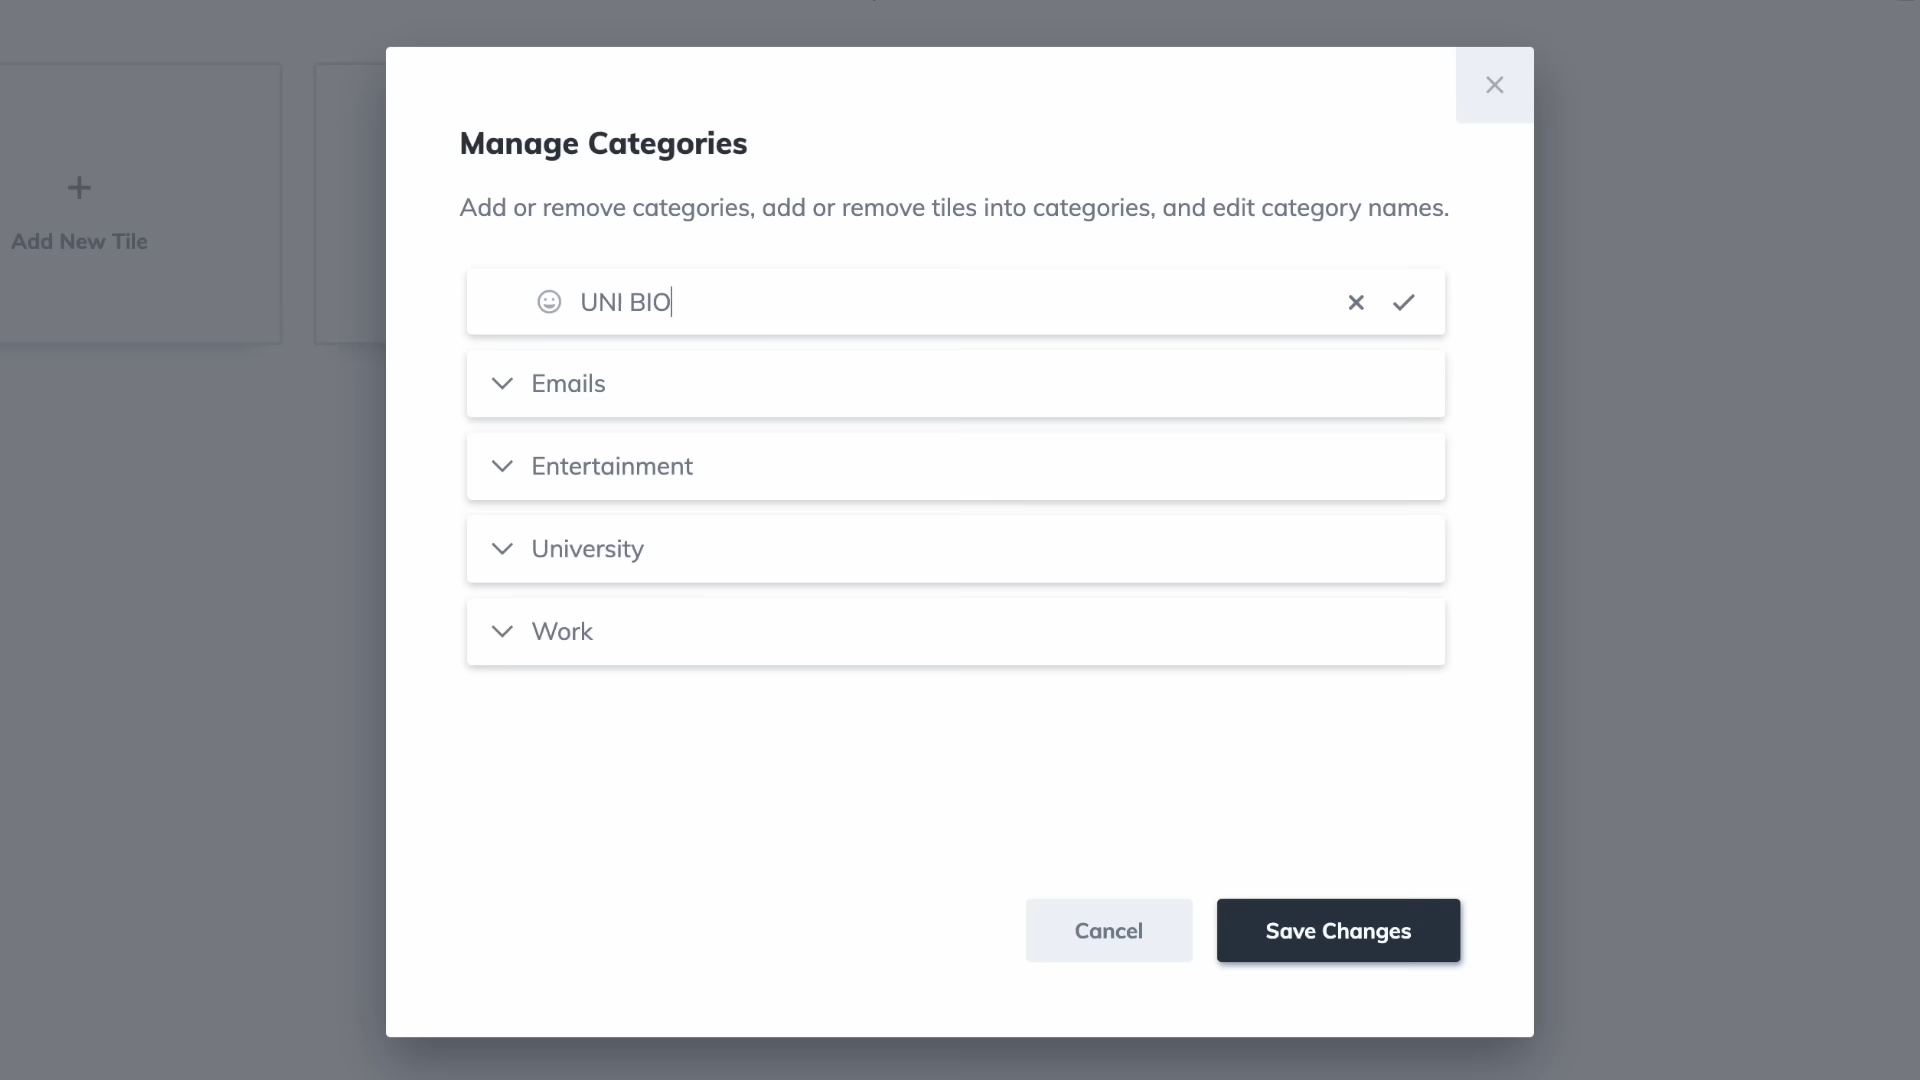 Manage Categories
Add or remove categories, add or remove tiles into categories, and edit category names.
Add New Tile
UNI BIO
Emails
Entertainment
University
Work
Cancel
Save Changes